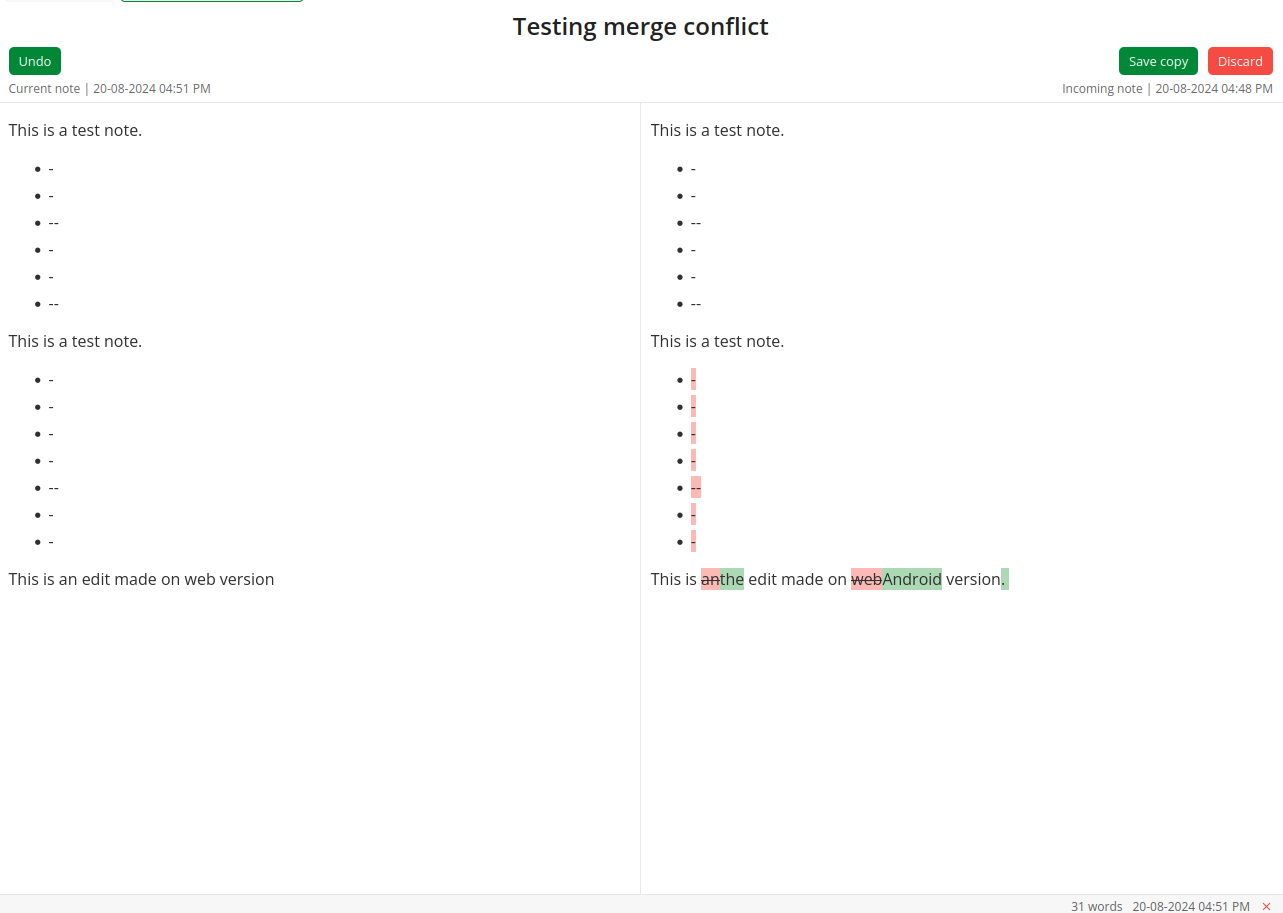 Testing merge conflict
Undo
Save copy Discard
Current note | 20-08-2024 04:51 PM
Incoming note | 20-08-2024 04:48 PM
This is a test note.
• -
• -
• --
• -
• -
• --
This is a test note.
• -
• -
• -
• -
• --
• -
• -
This is an edit made on web version
This is a test note.
• -
• -
• --
• -
• -
• --
This is a test note.
• -
• -
• -
• -
• --
• -
• -
This is anthe edit made on webAndroid version.
31 words 20-08-2024 04:51 PM ✕